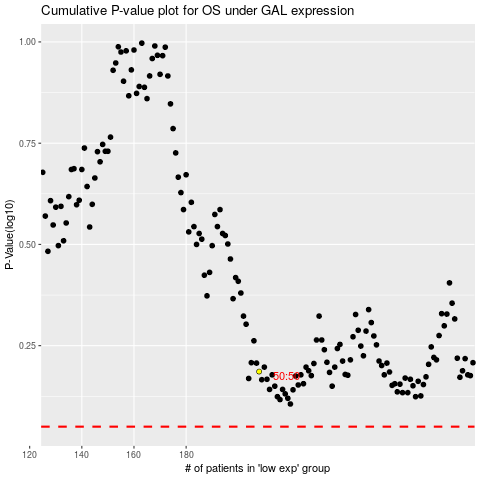 Cumulative P-value plot for OS under GAL expression
P-Value(log10)
1.00
0.75
0.50
0.25
50:50
120 140 160 180
# of patients in 'low exp' group